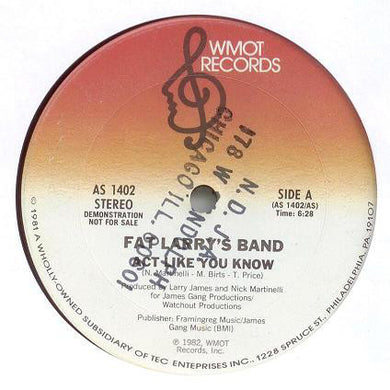 WMOT
RECORDS
AS 1402
STEREO
DEMONSTRATION
NOT FOR SALE
SIDE A
(AS 1402/AS)
Time: 6:28
FAT LARRY'S BAND
ACT LIKE YOU KNOW
(N. Martinelli - M. Birts - T. Price)
Produced by Larry James and Nick Martinelli
for James Gang Productions/
Watchout Productions
Publisher: Framingreg Music/James
Gang Music (BMI)
℗ © 1982, WMOT
Records, Inc.
© 1981 A WHOLLY-OWNED SUBSIDIARY OF TEC ENTERPRISES INC., 1228 SPRUCE ST., PHILADELPHIA, PA 19107
N. D.
178 W.
CHICAGO ILL.